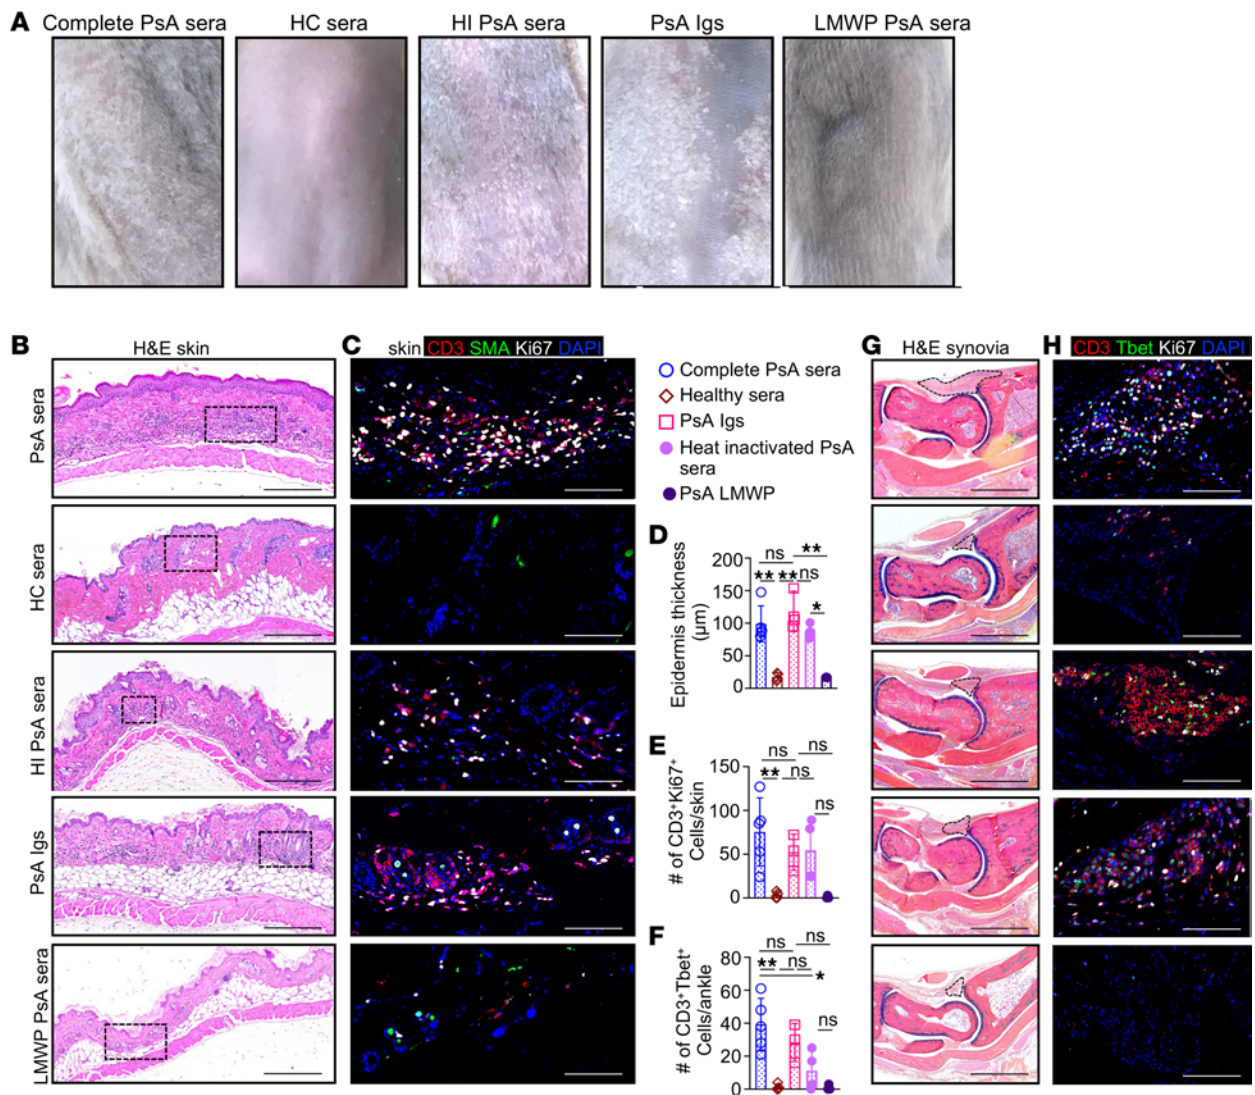 A
Complete PsA sera HC sera HI PsA sera PsA Igs LMWP PsA sera
B
H&E skin
C
skin CD3 SMA Ki67 DAPI
PsA sera
HC sera
HI PsA sera
PsA Igs
LMWP PsA sera
Complete PsA sera
Healthy sera
PsA Igs
Heat inactivated PsA
sera
PsA LMWP
D
Epidermis thickness
(µm)
200
150
100
50
0
ns **
** ** ns
*
E
# of CD3⁺Ki67⁺
Cells/skin
150
100
50
0
ns ns
** ns
ns
F
# of CD3⁺Tbet⁺
Cells/ankle
80
60
40
20
0
ns ns
** ns
*
ns
G
H&E synovia
H
CD3 Tbet Ki67 DAPI